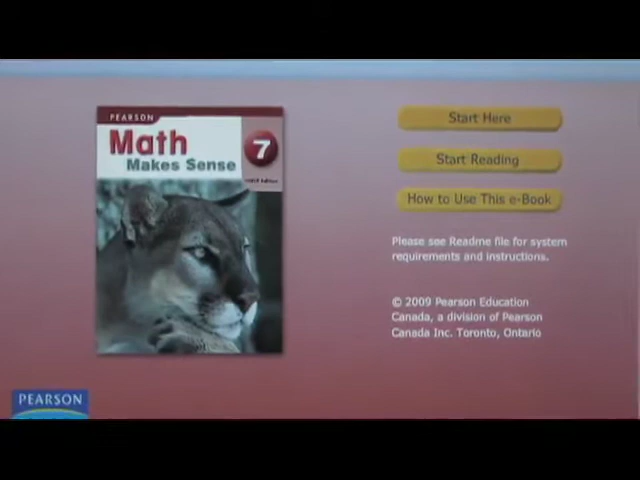 PEARSON
Math
Makes Sense
7
Start Here
Start Reading
How to Use This e-Book
Please see Readme file for system
requirements and instructions.
© 2009 Pearson Education
Canada, a division of Pearson
Canada Inc. Toronto, Ontario
PEARSON